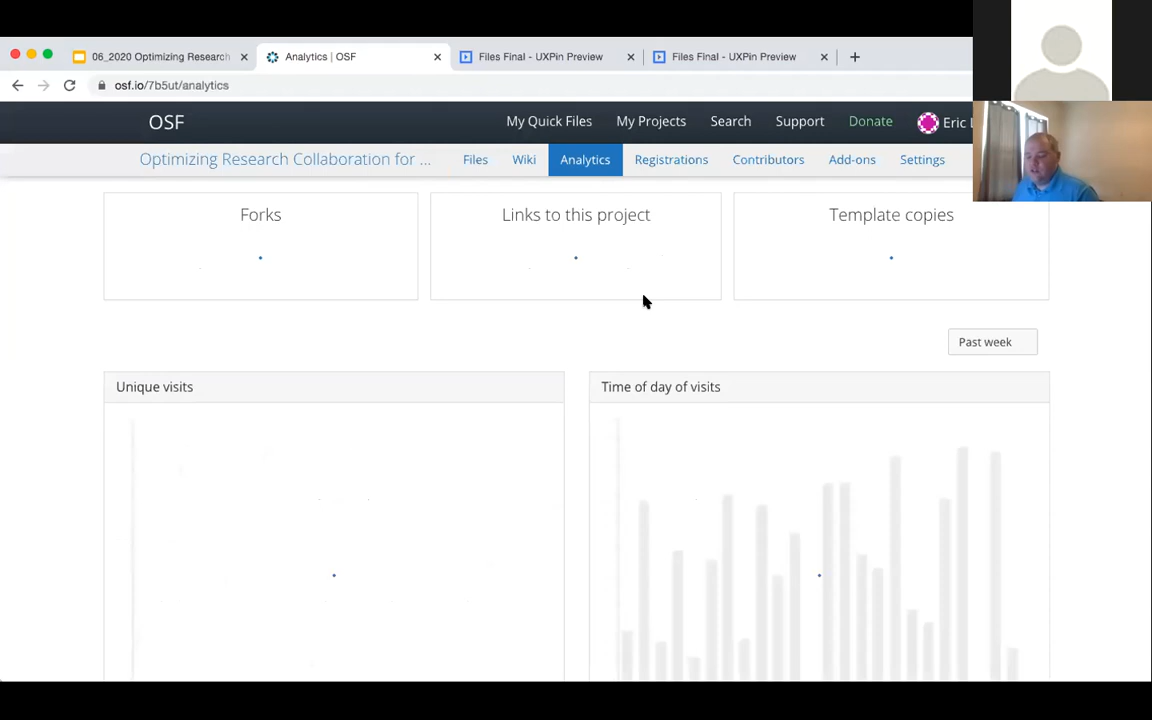 06_2020 Optimizing Research
Analytics | OSF
Files Final - UXPin Preview
Files Final - UXPin Preview
osf.io/7b5ut/analytics
OSF
My Quick Files
My Projects
Search
Support
Donate
Eric L
Optimizing Research Collaboration for ...
Files
Wiki
Analytics
Registrations
Contributors
Add-ons
Settings
Forks
Links to this project
Template copies
Past week
Unique visits
Time of day of visits